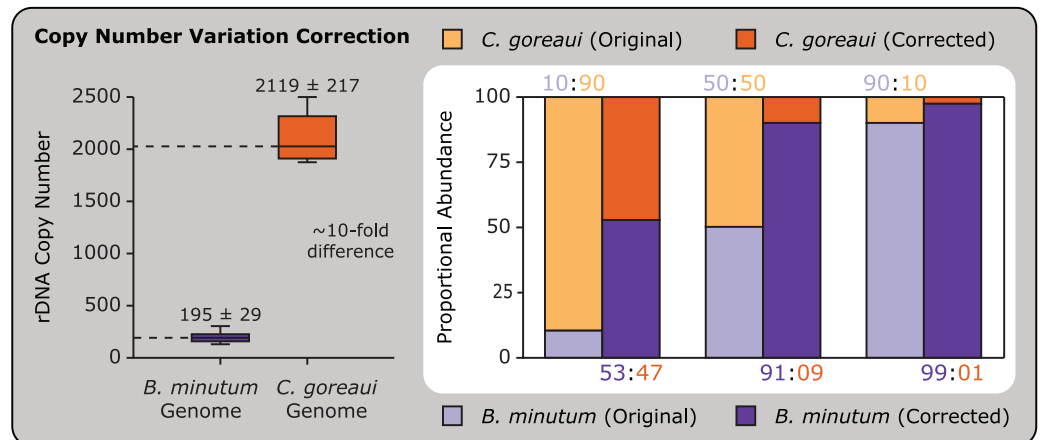 Copy Number Variation Correction
C. goreaui (Original)
C. goreaui (Corrected)
rDNA Copy Number
2500
2000
1500
1000
500
0
2119 ± 217
195 ± 29
~10-fold
difference
B. minutum
Genome
C. goreaui
Genome
Proportional Abundance
100
75
50
25
0
10:90
50:50
90:10
53:47
91:09
99:01
B. minutum (Original)
B. minutum (Corrected)